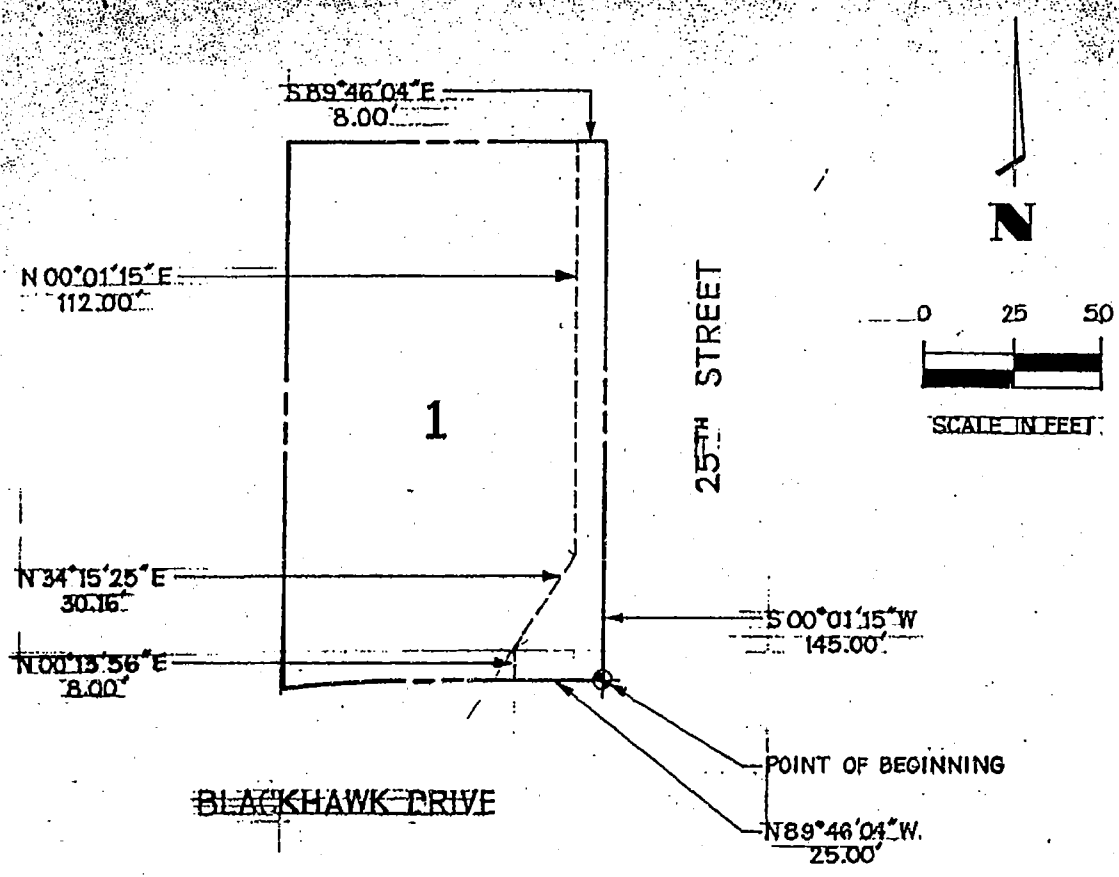 S 89°46'04" E
8.00'
N
N 00°01'15" E
112.00'
25TH STREET
0 25 50
SCALE IN FEET
1
N 34°15'25" E
30.16'
S 00°01'15" W
145.00'
N 00°13'56" E
8.00'
POINT OF BEGINNING
BLACKHAWK DRIVE
N 89°46'04" W.
25.00'